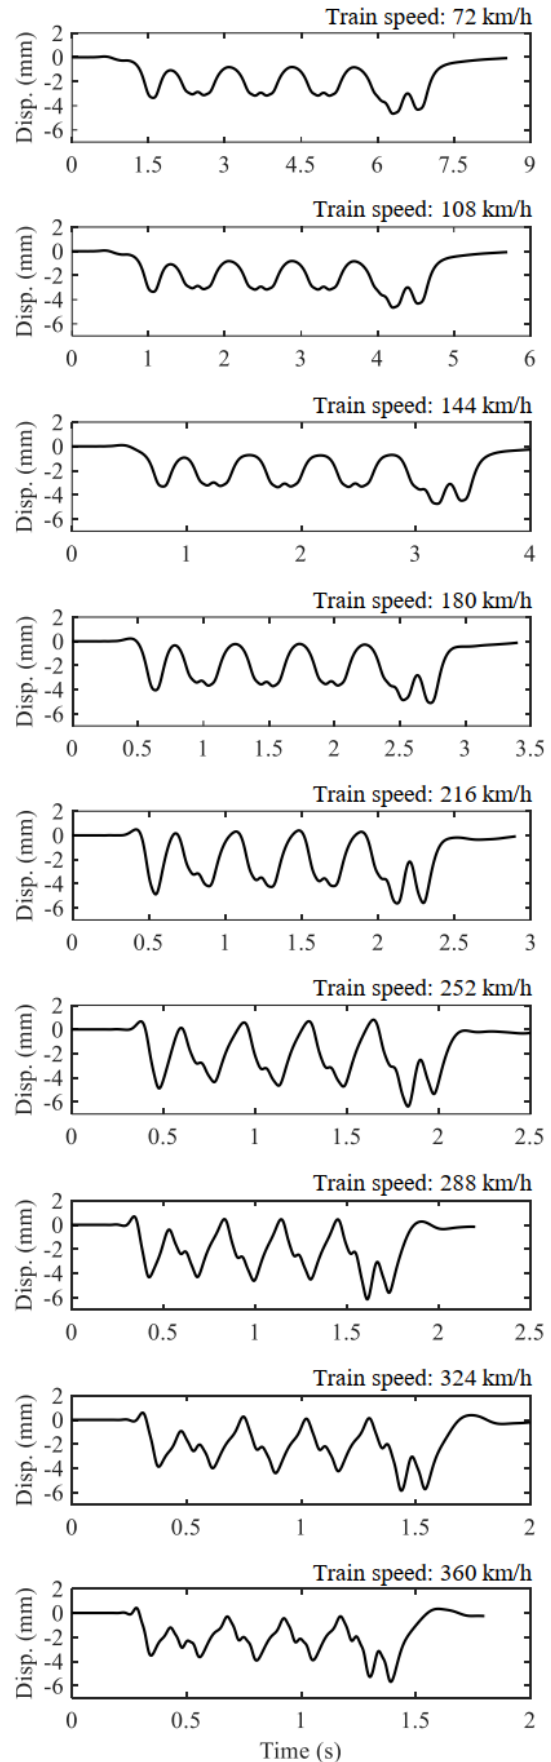 Train speed: 72 km/h
2
0
-2
-4
-6
Disp. (mm)
0 1.5 3 4.5 6 7.5 9
Train speed: 108 km/h
2
0
-2
-4
-6
Disp. (mm)
0 1 2 3 4 5 6
Train speed: 144 km/h
2
0
-2
-4
-6
Disp. (mm)
0 1 2 3 4
Train speed: 180 km/h
2
0
-2
-4
-6
Disp. (mm)
0 0.5 1 1.5 2 2.5 3 3.5
Train speed: 216 km/h
2
0
-2
-4
-6
Disp. (mm)
0 0.5 1 1.5 2 2.5 3
Train speed: 252 km/h
2
0
-2
-4
-6
Disp. (mm)
0 0.5 1 1.5 2 2.5
Train speed: 288 km/h
2
0
-2
-4
-6
Disp. (mm)
0 0.5 1 1.5 2 2.5
Train speed: 324 km/h
2
0
-2
-4
-6
Disp. (mm)
0 0.5 1 1.5 2
Train speed: 360 km/h
2
0
-2
-4
-6
Disp. (mm)
0 0.5 1 1.5 2
Time (s)